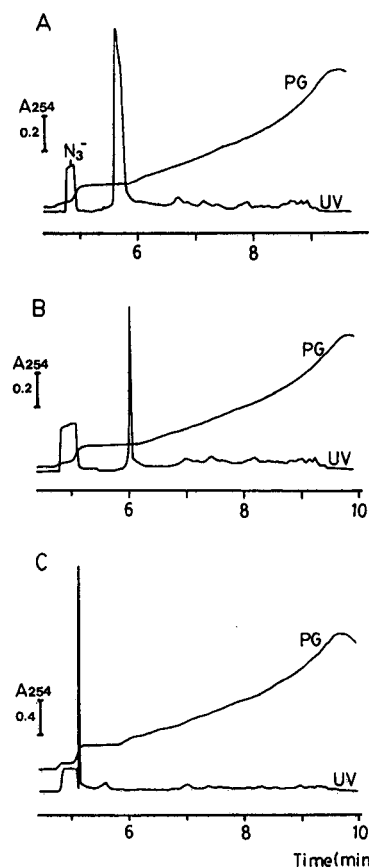 A
PG
A254
0.2
N3-
UV
6
8
B
PG
A254
0.2
UV
6
8
10
C
PG
A254
0.4
UV
6
8
10
Time(min